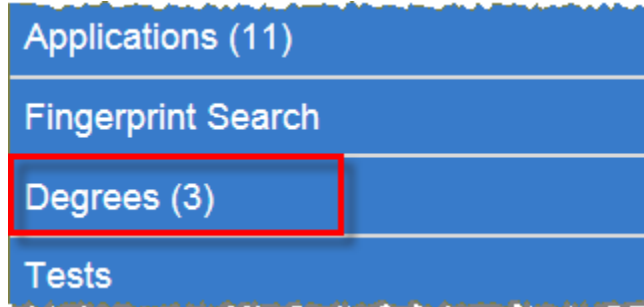 Applications (11)
Fingerprint Search
Degrees (3)
Tests